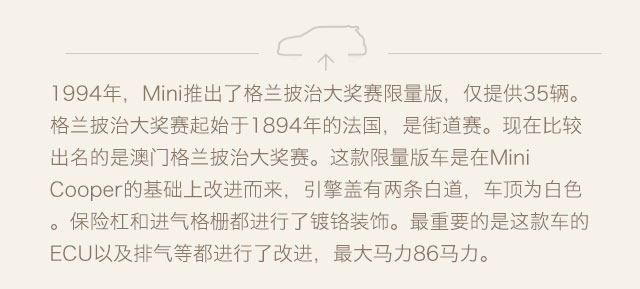 1994年，Mini推出了格兰披治大奖赛限量版，仅提供35辆。
格兰披治大奖赛起始于1894年的法国，是街道赛。现在比较
出名的是澳门格兰披治大奖赛。这款限量版车是在Mini
Cooper的基础上改进而来，引擎盖有两条白道，车顶为白色
。保险杠和进气格栅都进行了镀铬装饰。最重要的是这款车的
ECU以及排气等都进行了改进，最大马力86马力。